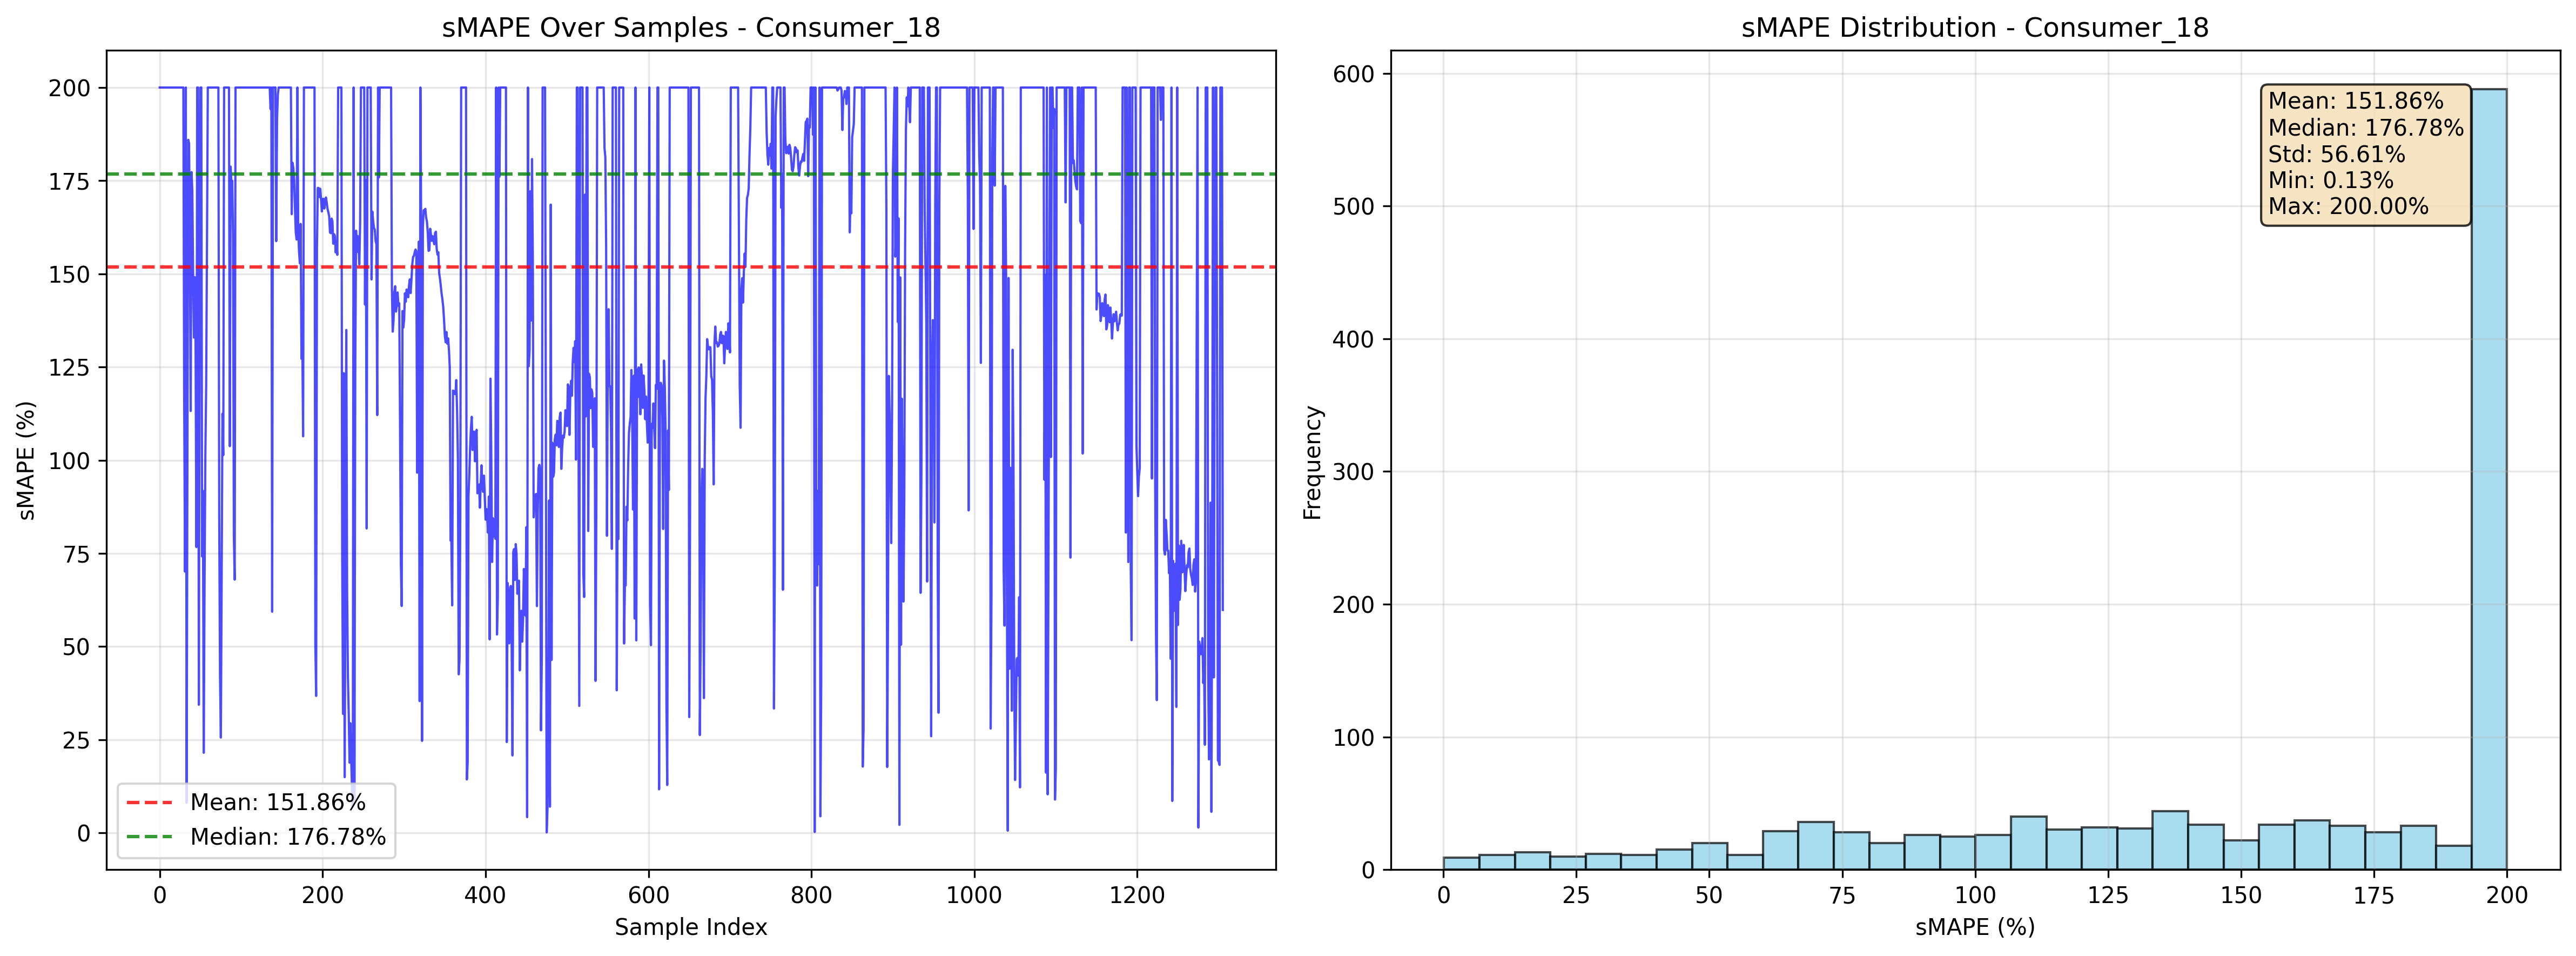 sMAPE Over Samples - Consumer_18
sMAPE (%)
200
175
150
125
100
75
50
25
0
Mean: 151.86%
Median: 176.78%
0
200
400
600
800
1000
1200
Sample Index
sMAPE Distribution - Consumer_18
Frequency
600
500
400
300
200
100
0
Mean: 151.86%
Median: 176.78%
Std: 56.61%
Min: 0.13%
Max: 200.00%
0
25
50
75
100
125
150
175
200
sMAPE (%)